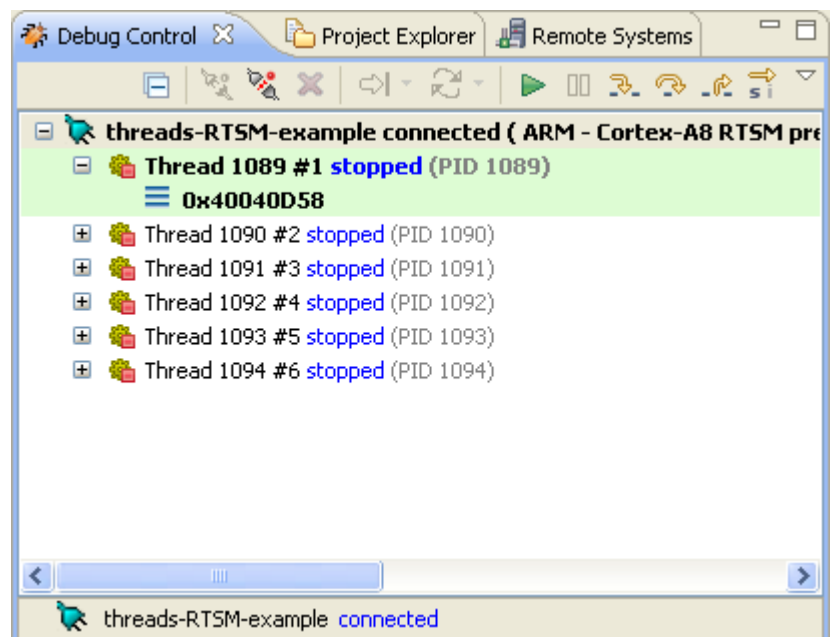 Debug Control Project Explorer Remote Systems
s i
threads-RTSM-example connected ( ARM - Cortex-A8 RTSM pre
Thread 1089 #1 stopped (PID 1089)
0x40040D58
Thread 1090 #2 stopped (PID 1090)
Thread 1091 #3 stopped (PID 1091)
Thread 1092 #4 stopped (PID 1092)
Thread 1093 #5 stopped (PID 1093)
Thread 1094 #6 stopped (PID 1094)
threads-RTSM-example connected